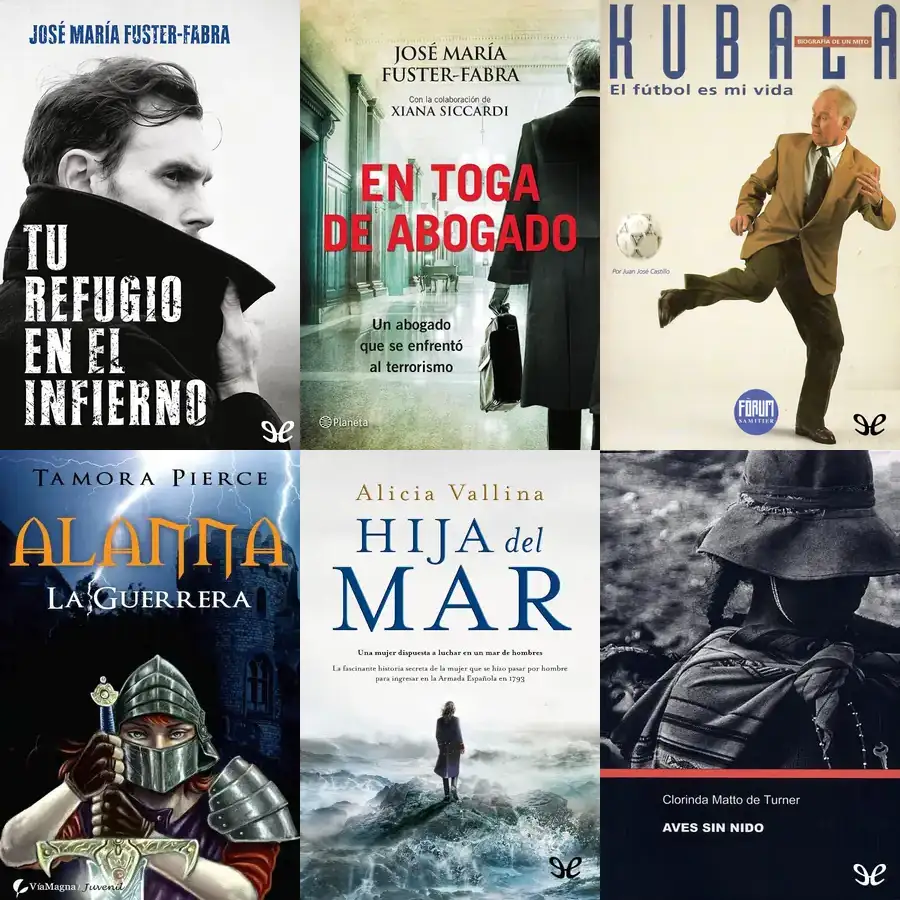 JOSÉ MARÍA FUSTER-FABRA
TU
REFUGIO
EN EL
INFIERNO
JOSÉ MARÍA
FUSTER-FABRA
Con la colaboración de
XIANA SICCARDI
EN TOGA
DE ABOGADO
Un abogado
que se enfrentó
al terrorismo
Planeta
KUBALA
BIOGRAFÍA DE UN MITO
El fútbol es mi vida
Por Juan José Castillo
FÓRUM
SAMITIER
TAMORA PIERCE
ALANNA
LA GUERRERA
VíaMagna / Juvenil
Alicia Vallina
HIJA del
MAR
Una mujer dispuesta a luchar en un mar de hombres
La fascinante historia secreta de la mujer que se hizo pasar por hombre
para ingresar en la Armada Española en 1793
Clorinda Matto de Turner
AVES SIN NIDO